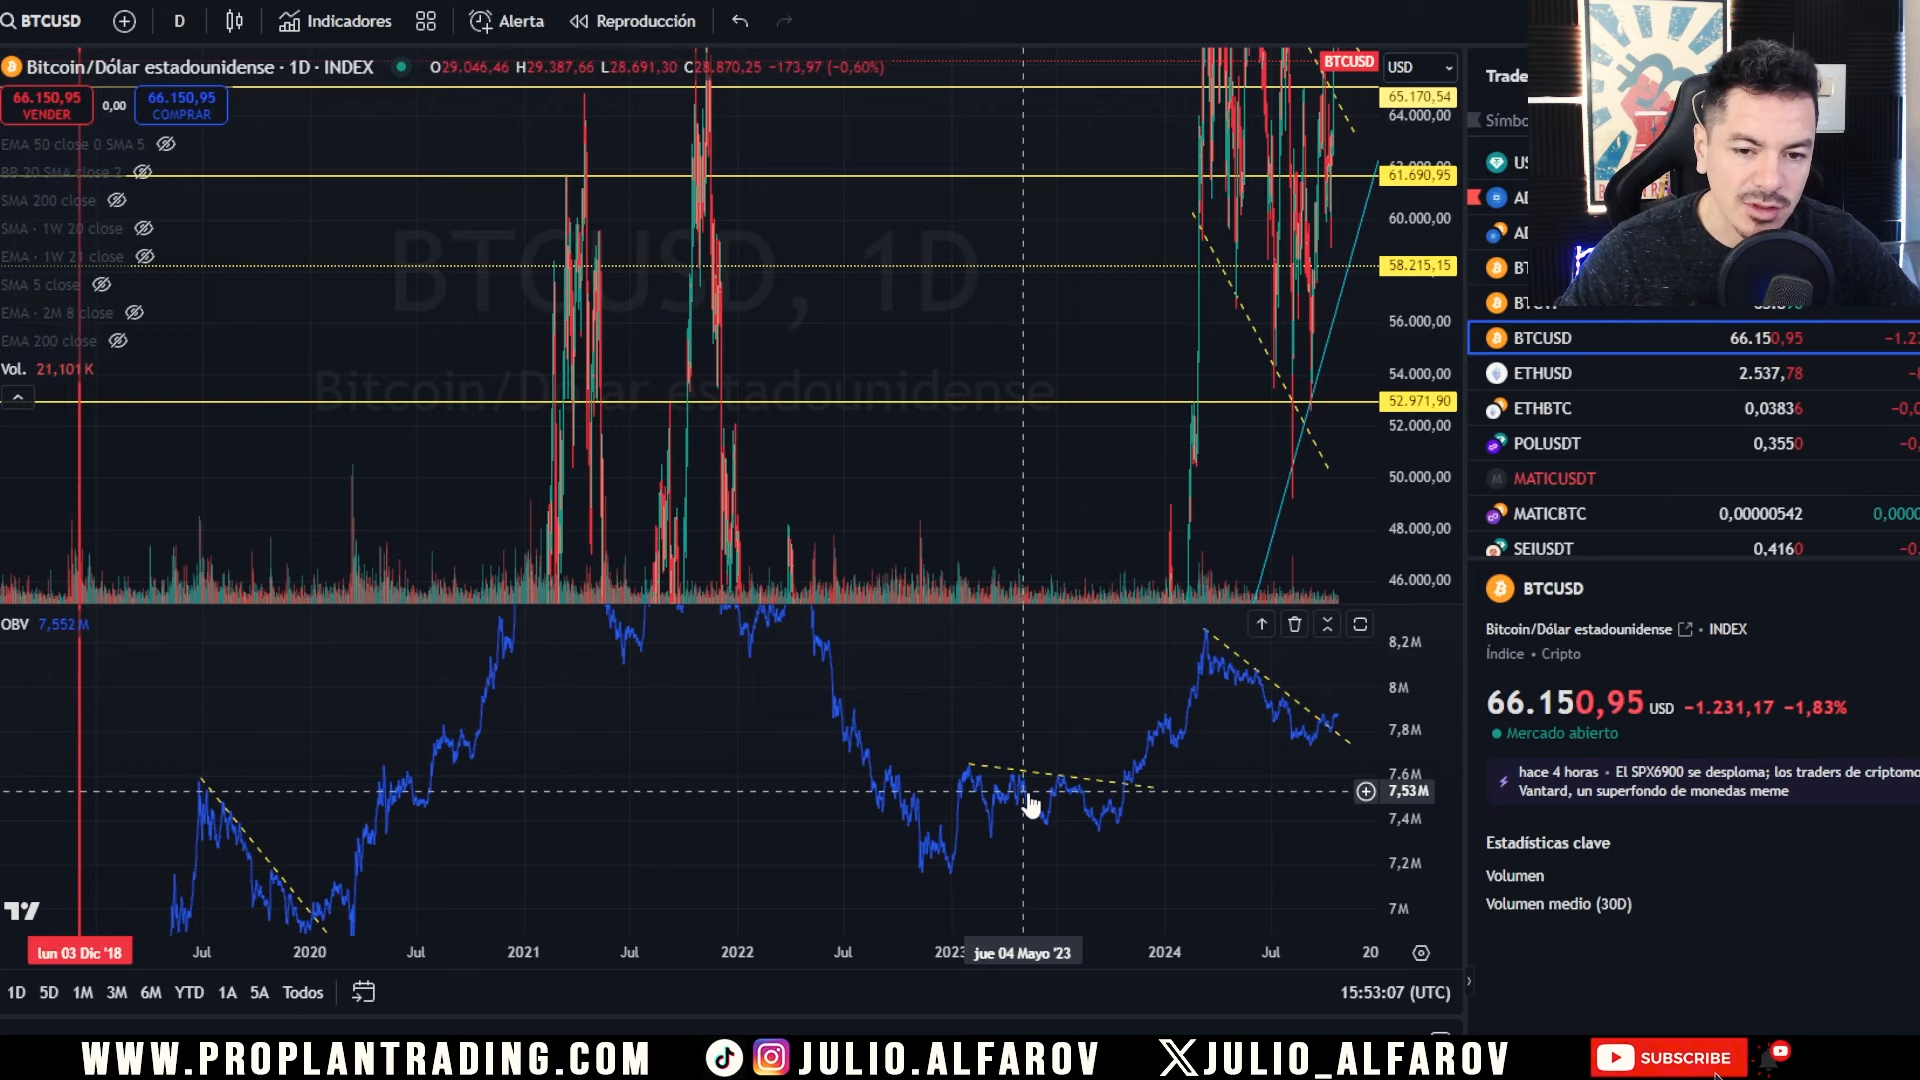 BTCUSD
D
Indicadores
Alerta
Reproducción
Bitcoin/Dólar estadounidense · 1D · INDEX
O29.046,46 H29.387,66 L28.691,30 C28.870,25 −173,97 (−0,60%)
BTCUSD
USD
66.150,95
VENDER
0,00
66.150,95
COMPRAR
EMA 50 close 0 SMA 5
BB 20 SMA close 2
SMA 200 close
SMA · 1W 20 close
EMA · 1W 21 close
SMA 5 close
EMA · 2M 8 close
EMA 200 close
Vol. 21,101K
BTCUSD, 1D
Bitcoin/Dólar estadounidense
65.170,54
64.000,00
61.690,95
60.000,00
58.215,15
56.000,00
54.000,00
52.971,90
52.000,00
50.000,00
48.000,00
46.000,00
OBV 7,552M
8,2M
8M
7,8M
7,6M
7,53M
7,4M
7,2M
7M
lun 03 Dic '18
Jul
2020
Jul
2021
Jul
2022
Jul
2023
jue 04 Mayo '23
2024
Jul
20
1D 5D 1M 3M 6M YTD 1A 5A Todos
15:53:07 (UTC)
Trade
Símbo
US
AD
AD
BT
BTCUSD 66.150,95 −1.23
ETHUSD 2.537,78
ETHBTC 0,03836
POLUSDT 0,3550
MATICUSDT
MATICBTC 0,00000542 0,0000
SEIUSDT 0,4160
BTCUSD
Bitcoin/Dólar estadounidense · INDEX
Índice · Cripto
66.150,95 USD −1.231,17 −1,83%
Mercado abierto
hace 4 horas · El SPX6900 se desploma; los traders de criptomo
Vantard, un superfondo de monedas meme
Estadísticas clave
Volumen
Volumen medio (30D)
WWW.PROPLANTRADING.COM
JULIO.ALFAROV
JULIO_ALFAROV
SUBSCRIBE